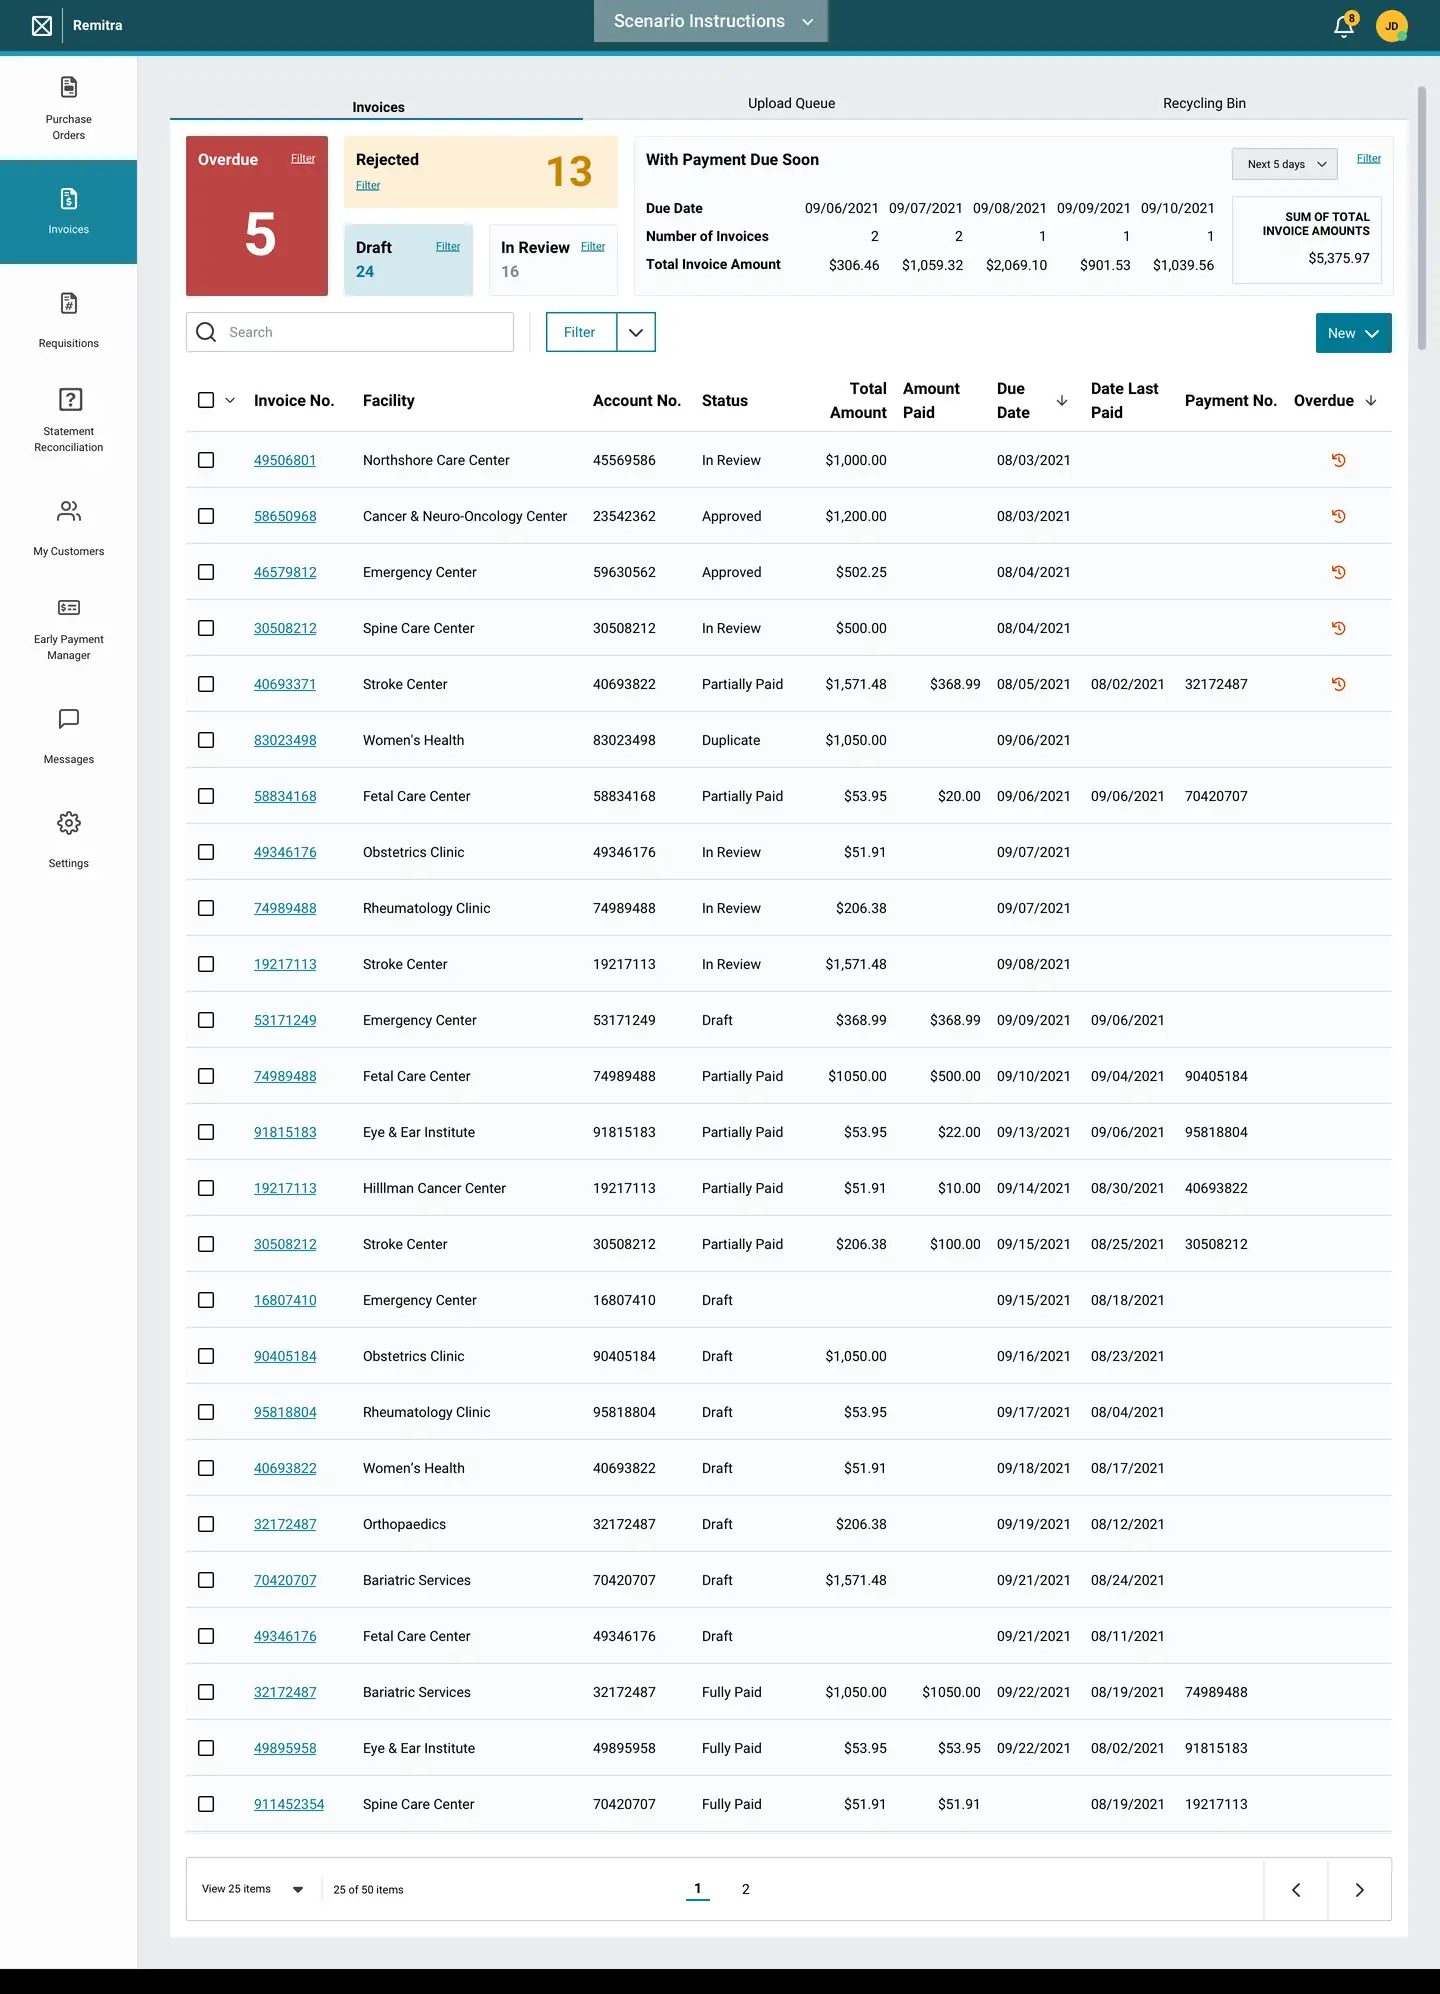 Remitra
Scenario Instructions
8
JD
Purchase
Orders
Invoices
Requisitions
Statement
Reconciliation
My Customers
Early Payment
Manager
Messages
Settings
Invoices Upload Queue Recycling Bin
Overdue Filter
5
Rejected
Filter
13
Draft Filter
24
In Review Filter
16
With Payment Due Soon Next 5 days Filter
Due Date 09/06/2021 09/07/2021 09/08/2021 09/09/2021 09/10/2021
Number of Invoices 2 2 1 1 1
Total Invoice Amount $306.46 $1,059.32 $2,069.10 $901.53 $1,039.56
SUM OF TOTAL
INVOICE AMOUNTS
$5,375.97
Search Filter New
Invoice No. Facility Account No. Status Total Amount Amount Paid Due Date Date Last Paid Payment No. Overdue
49506801 Northshore Care Center 45569586 In Review $1,000.00 08/03/2021
58650968 Cancer & Neuro-Oncology Center 23542362 Approved $1,200.00 08/03/2021
46579812 Emergency Center 59630562 Approved $502.25 08/04/2021
30508212 Spine Care Center 30508212 In Review $500.00 08/04/2021
40693371 Stroke Center 40693822 Partially Paid $1,571.48 $368.99 08/05/2021 08/02/2021 32172487
83023498 Women's Health 83023498 Duplicate $1,050.00 09/06/2021
58834168 Fetal Care Center 58834168 Partially Paid $53.95 $20.00 09/06/2021 09/06/2021 70420707
49346176 Obstetrics Clinic 49346176 In Review $51.91 09/07/2021
74989488 Rheumatology Clinic 74989488 In Review $206.38 09/07/2021
19217113 Stroke Center 19217113 In Review $1,571.48 09/08/2021
53171249 Emergency Center 53171249 Draft $368.99 $368.99 09/09/2021 09/06/2021
74989488 Fetal Care Center 74989488 Partially Paid $1050.00 $500.00 09/10/2021 09/04/2021 90405184
91815183 Eye & Ear Institute 91815183 Partially Paid $53.95 $22.00 09/13/2021 09/06/2021 95818804
19217113 Hilllman Cancer Center 19217113 Partially Paid $51.91 $10.00 09/14/2021 08/30/2021 40693822
30508212 Stroke Center 30508212 Partially Paid $206.38 $100.00 09/15/2021 08/25/2021 30508212
16807410 Emergency Center 16807410 Draft 09/15/2021 08/18/2021
90405184 Obstetrics Clinic 90405184 Draft $1,050.00 09/16/2021 08/23/2021
95818804 Rheumatology Clinic 95818804 Draft $53.95 09/17/2021 08/04/2021
40693822 Women's Health 40693822 Draft $51.91 09/18/2021 08/17/2021
32172487 Orthopaedics 32172487 Draft $206.38 09/19/2021 08/12/2021
70420707 Bariatric Services 70420707 Draft $1,571.48 09/21/2021 08/24/2021
49346176 Fetal Care Center 49346176 Draft 09/21/2021 08/11/2021
32172487 Bariatric Services 32172487 Fully Paid $1,050.00 $1050.00 09/22/2021 08/19/2021 74989488
49895958 Eye & Ear Institute 49895958 Fully Paid $53.95 $53.95 09/22/2021 08/02/2021 91815183
911452354 Spine Care Center 70420707 Fully Paid $51.91 $51.91 08/19/2021 19217113
View 25 items 25 of 50 items 1 2